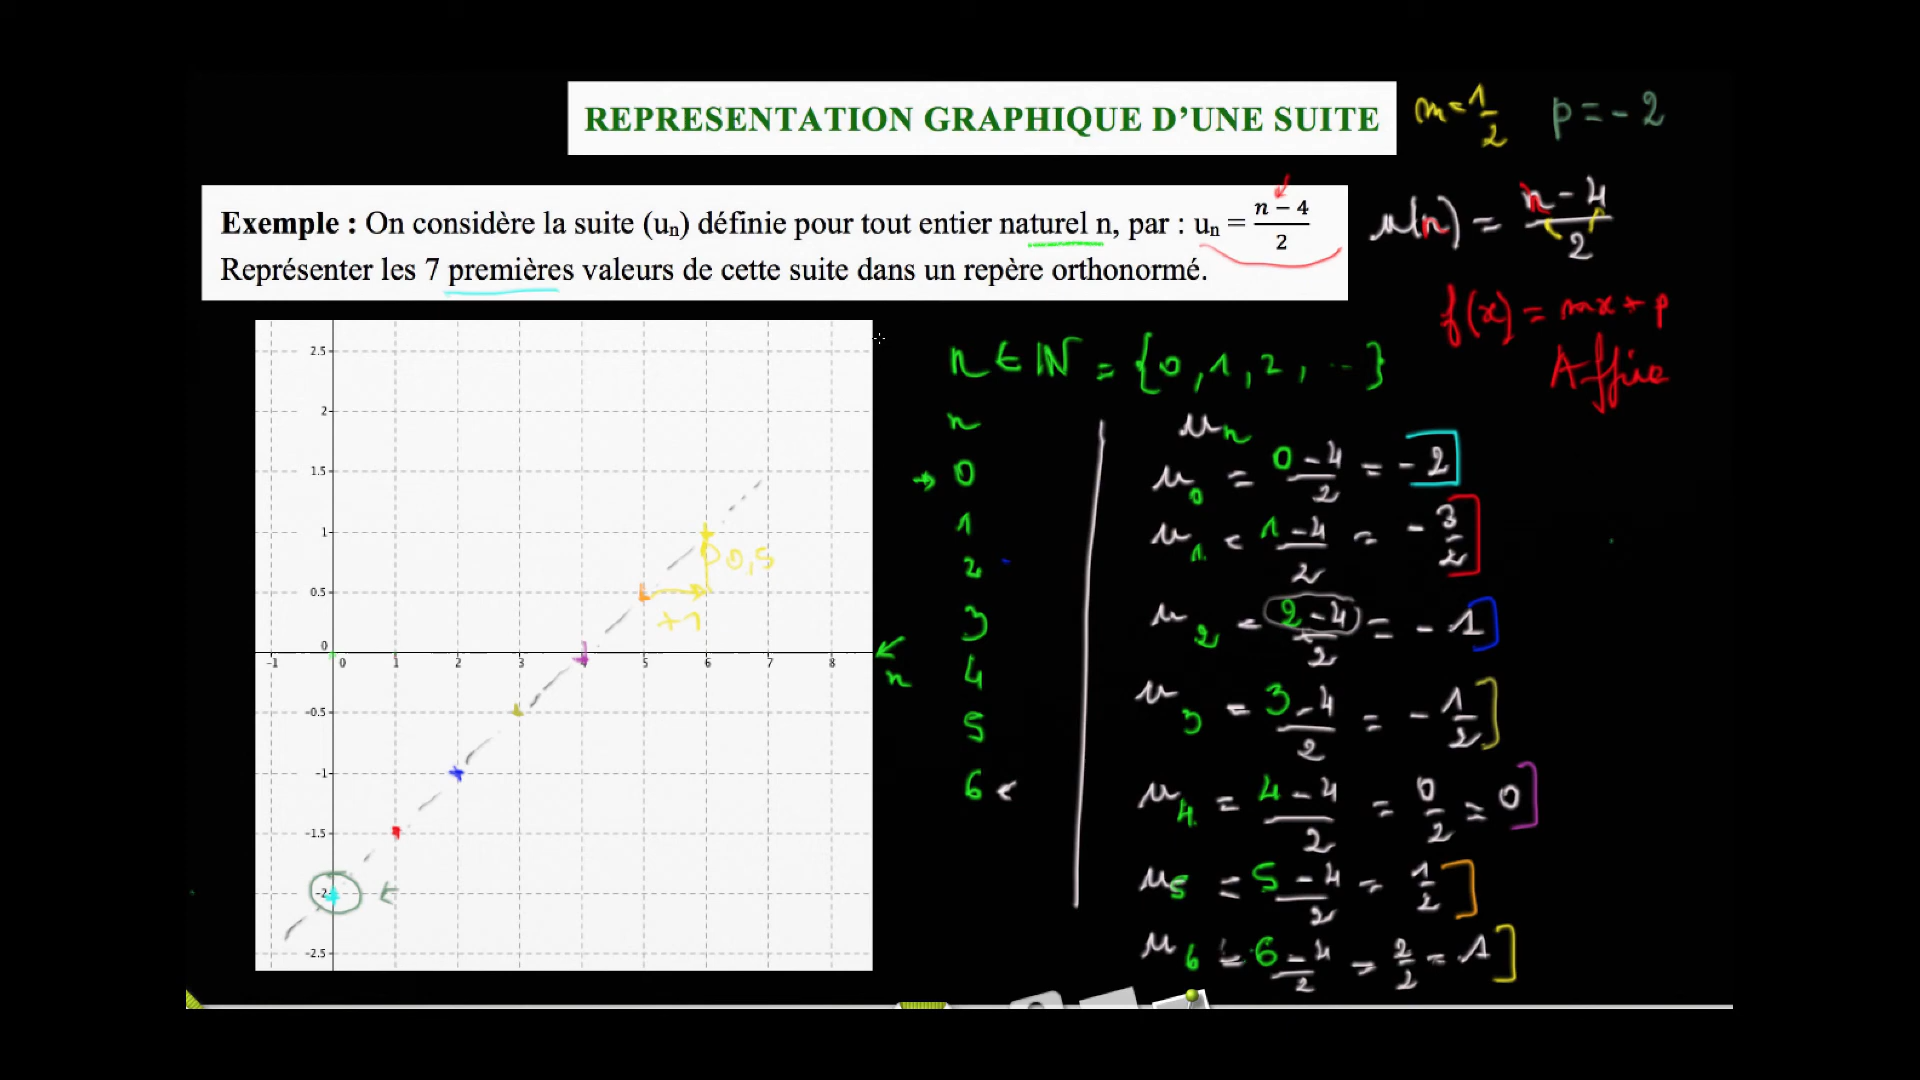 REPRESENTATION GRAPHIQUE D'UNE SUITE
m = 1/2 p = - 2
Exemple : On considère la suite (uₙ) définie pour tout entier naturel n, par : uₙ = (n − 4)/2
Représenter les 7 premières valeurs de cette suite dans un repère orthonormé.
u(n) = (n - 4)/2
f(x) = mx + p
Affine
n ∈ ℕ = {0, 1, 2, ...}
n uₙ
→ 0 u₀ = (0 - 4)/2 = - 2
1 u₁ = (1 - 4)/2 = - 3/2
2 u₂ = (2 - 4)/2 = - 1
3 u₃ = (3 - 4)/2 = - 1/2
4 u₄ = (4 - 4)/2 = 0/2 = 0
5 u₅ = (5 - 4)/2 = 1/2
6 u₆ = (6 - 4)/2 = 2/2 = 1
2.5
2
1.5
1
0,5
0.5
+1
0
-1 0 1 2 3 4 5 6 7 8
n
-0.5
-1
-1.5
-2
-2.5